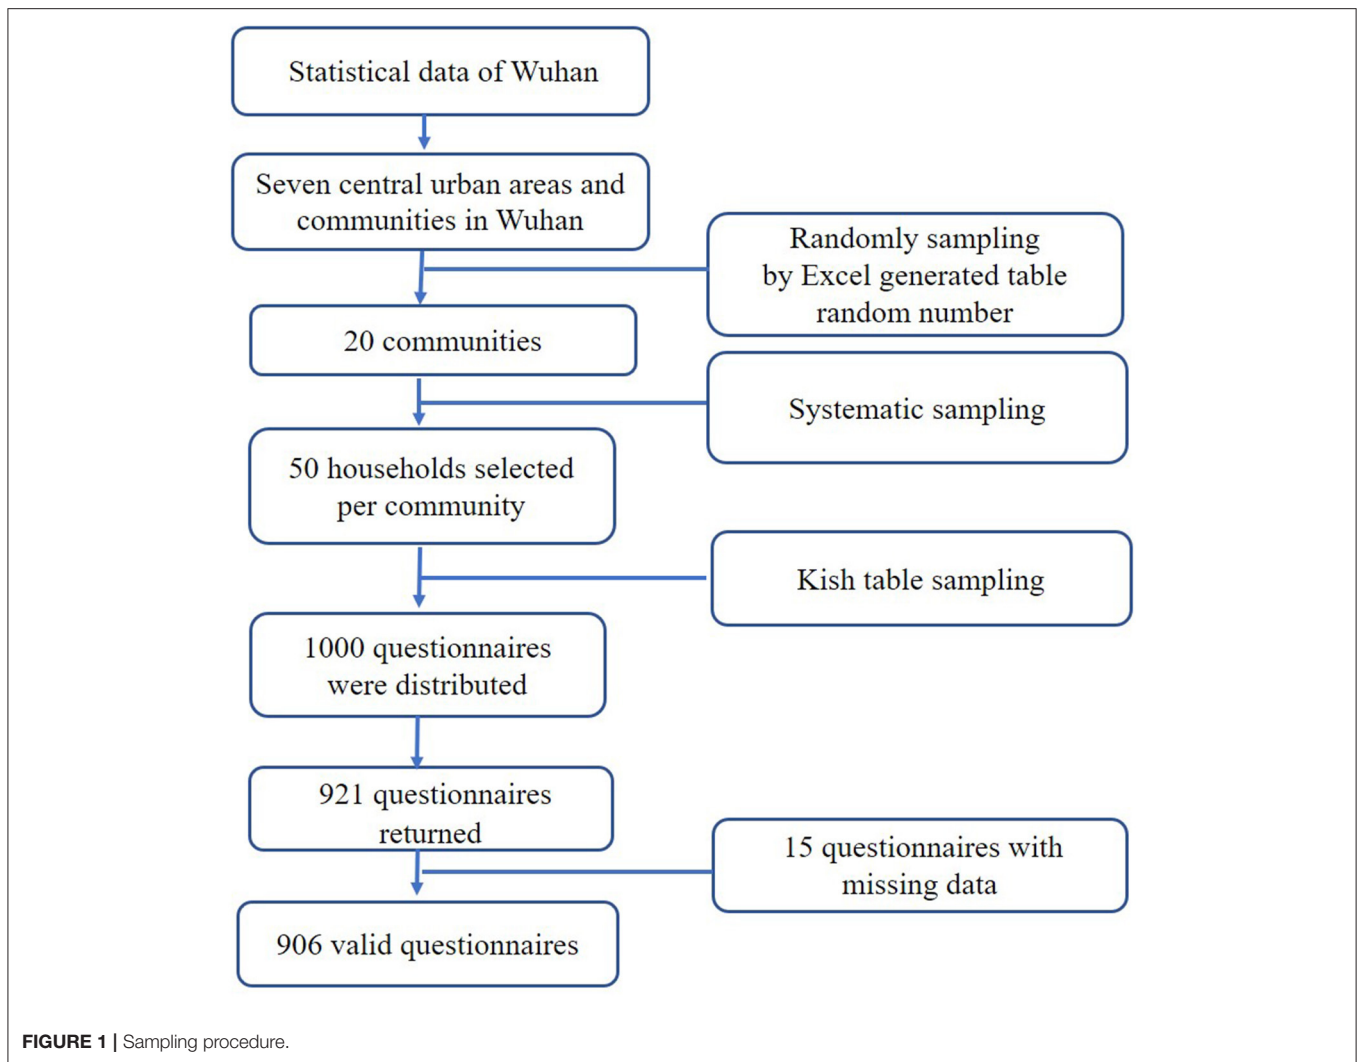 Statistical data of Wuhan
Seven central urban areas and
communities in Wuhan
Randomly sampling
by Excel generated table
random number
20 communities
Systematic sampling
50 households selected
per community
Kish table sampling
1000 questionnaires
were distributed
921 questionnaires
returned
15 questionnaires with
missing data
906 valid questionnaires
FIGURE 1 | Sampling procedure.